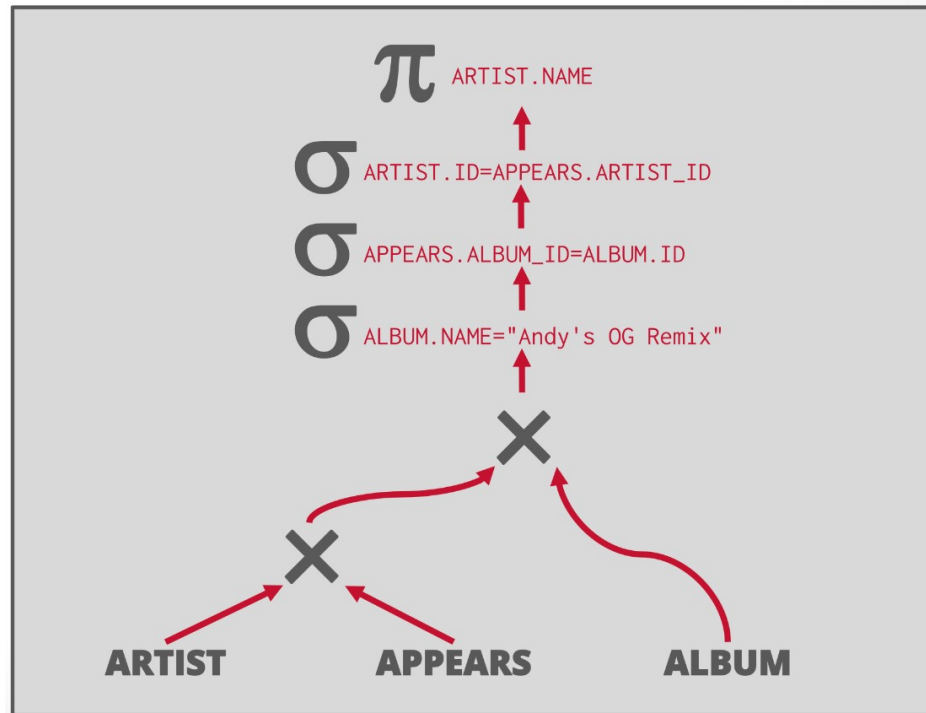 π ARTIST.NAME
σ ARTIST.ID=APPEARS.ARTIST_ID
σ APPEARS.ALBUM_ID=ALBUM.ID
σ ALBUM.NAME="Andy's OG Remix"
×
×
ARTIST APPEARS ALBUM